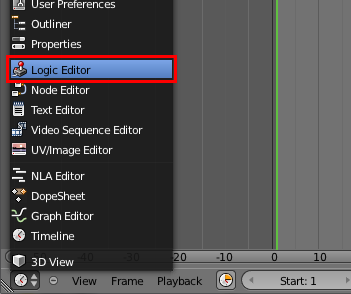 User Preferences
Outliner
Properties
Logic Editor
Node Editor
Text Editor
Video Sequence Editor
UV/Image Editor
NLA Editor
DopeSheet
Graph Editor
Timeline
3D View
-20 -10 0 10
View Frame Playback Start: 1